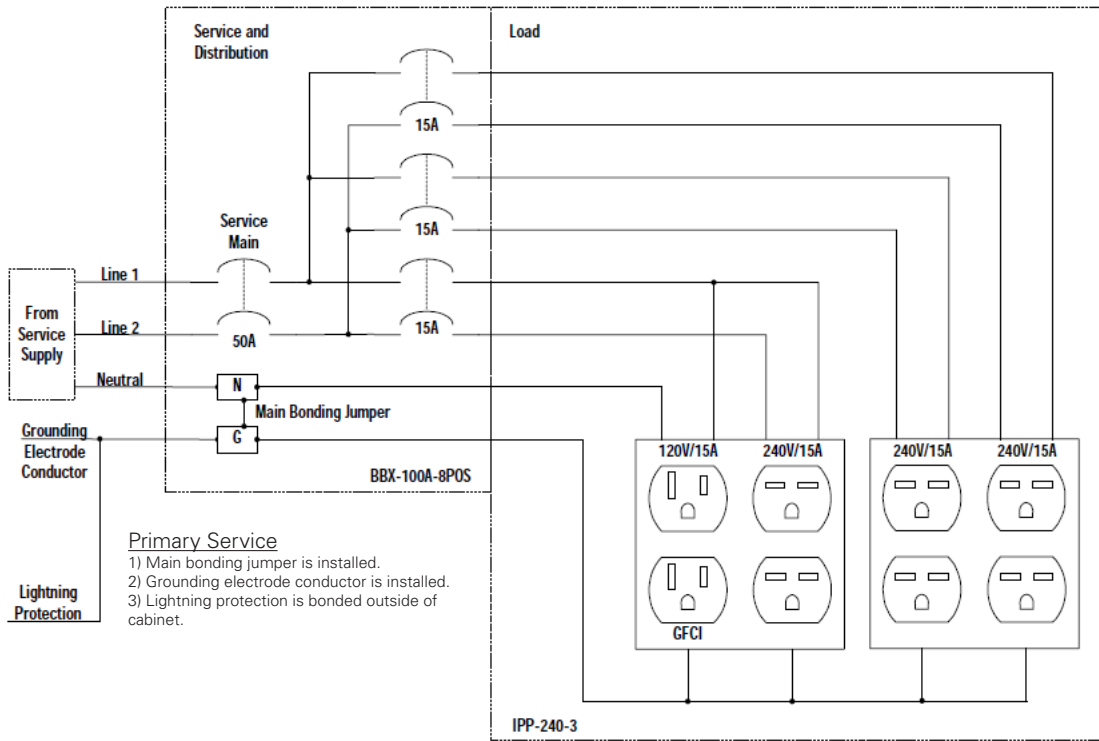 Service and
Distribution
Load
15A
15A
Service
Main
Line 1
From
Service
Supply
Line 2
50A
15A
Neutral
N
Main Bonding Jumper
Grounding
Electrode
Conductor
G
BBX-100A-8POS
120V/15A
240V/15A
240V/15A
240V/15A
GFCI
Primary Service
1) Main bonding jumper is installed.
2) Grounding electrode conductor is installed.
3) Lightning protection is bonded outside of
cabinet.
Lightning
Protection
IPP-240-3